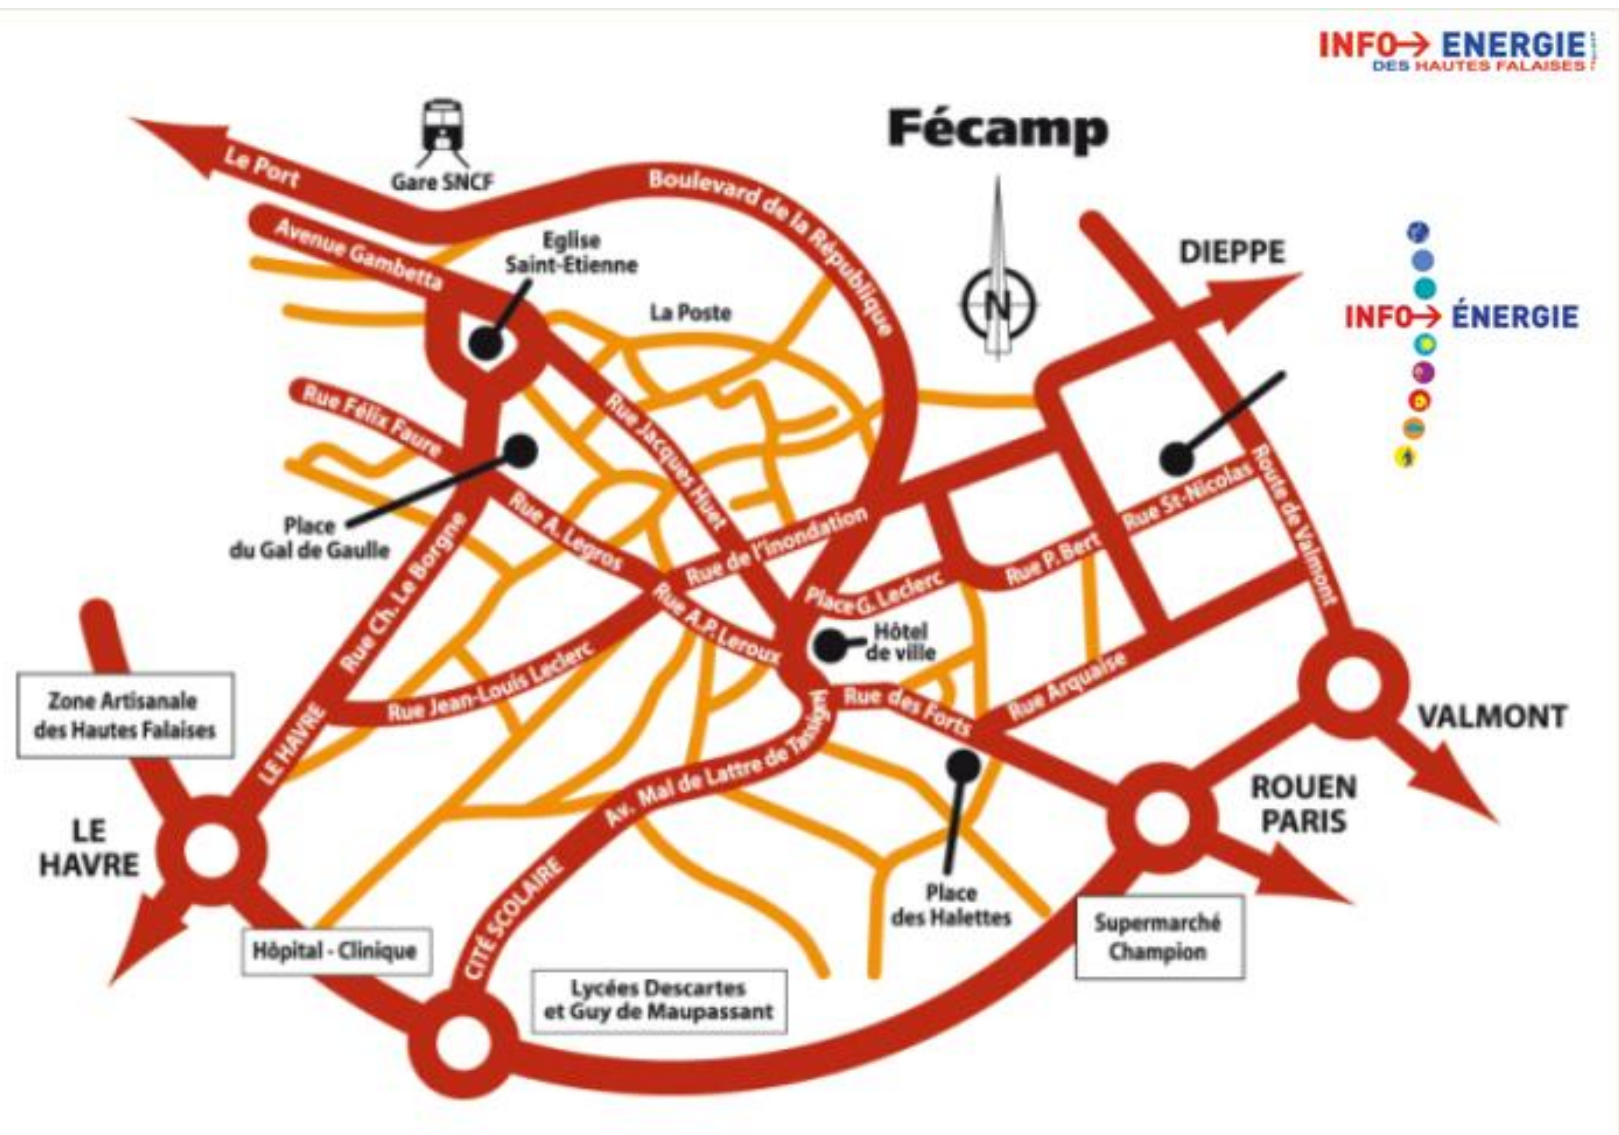 INFO→ ENERGIE
DES HAUTES FALAISES
Fécamp
Le Port
Gare SNCF
Boulevard de la République
Avenue Gambetta
Eglise
Saint-Etienne
La Poste
N
DIEPPE
INFO→ ÉNERGIE
Rue Félix Faure
Rue Jacques Huet
Place
du Gal de Gaulle
Rue A. Legros
Rue de l'inondation
Rue St-Nicolas
Route de Valmont
Rue Ch. Le Borgne
Rue P. Bert
Place G. Leclerc
Rue A.P. Leroux
Hôtel
de ville
Rue Jean-Louis Leclerc
Rue des Forts
Rue Arquaise
Zone Artisanale
des Hautes Falaises
LE HAVRE
Av. Mal de Lattre de Tassigny
VALMONT
ROUEN
PARIS
LE
HAVRE
CITÉ SCOLAIRE
Place
des Halettes
Supermarché
Champion
Hôpital - Clinique
Lycées Descartes
et Guy de Maupassant